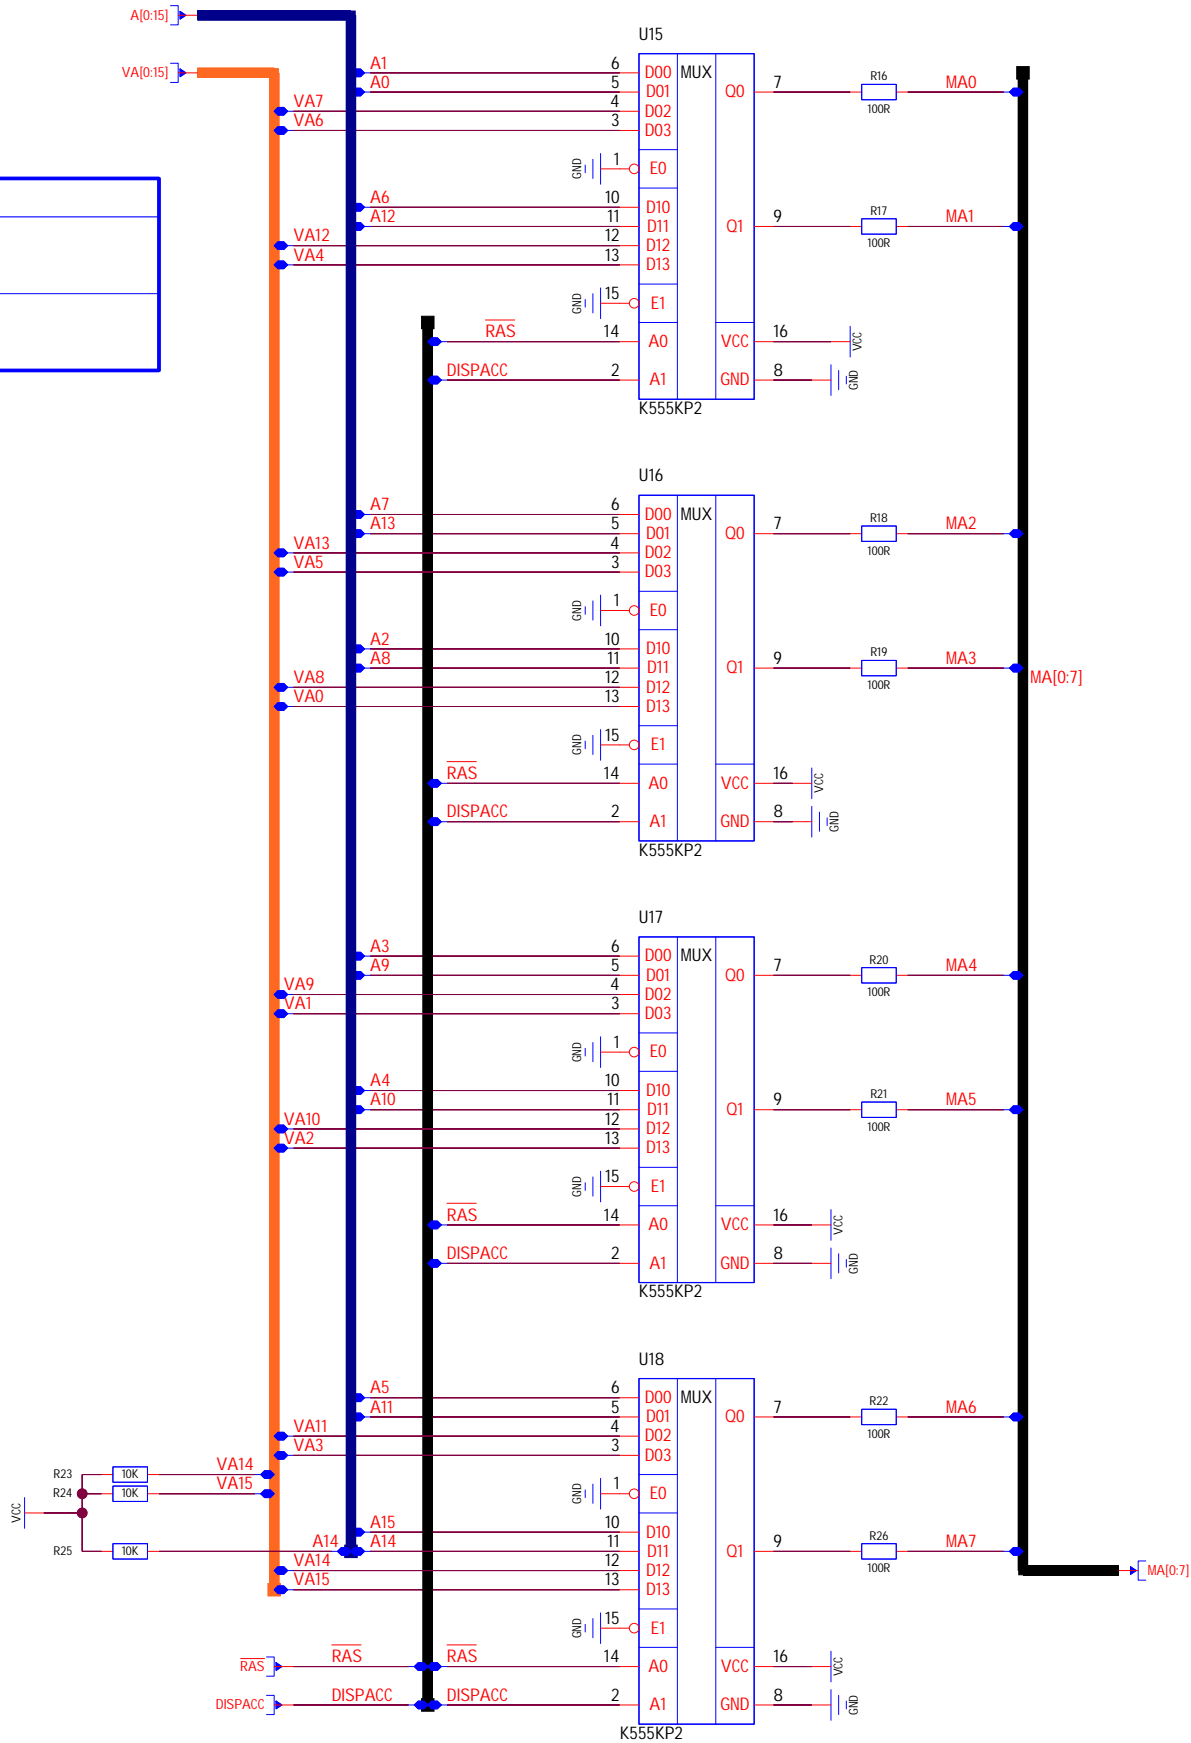 A[0:15]
VA[0:15]
U15
A1 6 D00 MUX
A0 5 D01 Q0 7 R16 100R MA0
VA7 4 D02
VA6 3 D03
GND 1 E0
A6 10 D10
A12 11 D11 Q1 9 R17 100R MA1
VA12 12 D12
VA4 13 D13
GND 15 E1
RAS 14 A0 VCC 16 VCC
DISPACC 2 A1 GND 8 GND
K555KP2
U16
A7 6 D00 MUX
A13 5 D01 Q0 7 R18 100R MA2
VA13 4 D02
VA5 3 D03
GND 1 E0
A2 10 D10
A8 11 D11 Q1 9 R19 100R MA3
MA[0:7]
VA8 12 D12
VA0 13 D13
GND 15 E1
RAS 14 A0 VCC 16 VCC
DISPACC 2 A1 GND 8 GND
K555KP2
U17
A3 6 D00 MUX
A9 5 D01 Q0 7 R20 100R MA4
VA9 4 D02
VA1 3 D03
GND 1 E0
A4 10 D10
A10 11 D11 Q1 9 R21 100R MA5
VA10 12 D12
VA2 13 D13
GND 15 E1
RAS 14 A0 VCC 16 VCC
DISPACC 2 A1 GND 8 GND
K555KP2
U18
A5 6 D00 MUX
A11 5 D01 Q0 7 R22 100R MA6
VA11 4 D02
VA3 3 D03
R23 10K VA14
R24 10K VA15
VCC
GND 1 E0
A15 10 D10
R25 10K A14 A14 11 D11 Q1 9 R26 100R MA7
VA14 12 D12
VA15 13 D13
MA[0:7]
GND 15 E1
RAS RAS RAS 14 A0 VCC 16 VCC
DISPACC DISPACC DISPACC 2 A1 GND 8 GND
K555KP2